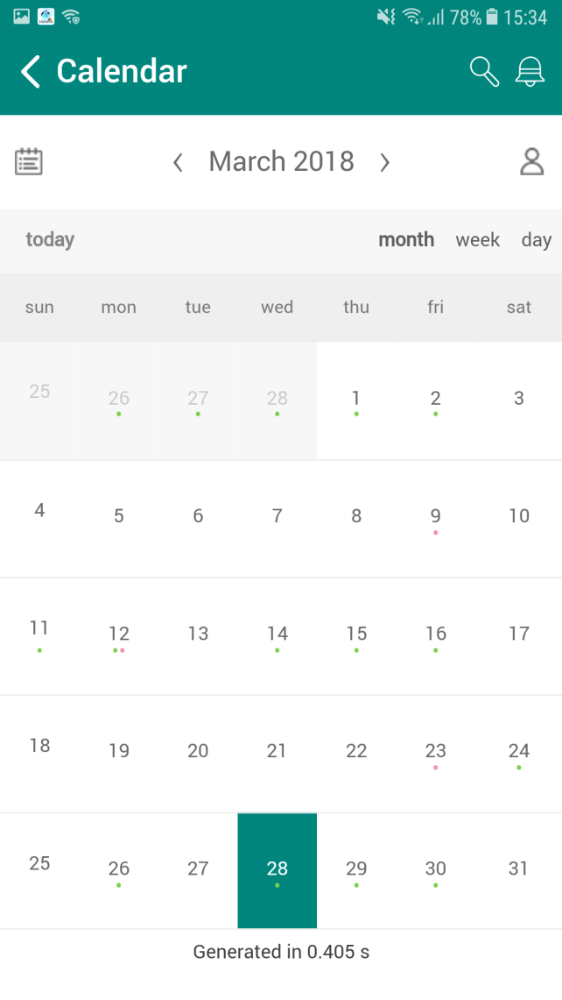 78% 15:34
Calendar
March 2018
today month week day
sun mon tue wed thu fri sat
25 26 27 28 1 2 3
4 5 6 7 8 9 10
11 12 13 14 15 16 17
18 19 20 21 22 23 24
25 26 27 28 29 30 31
Generated in 0.405 s